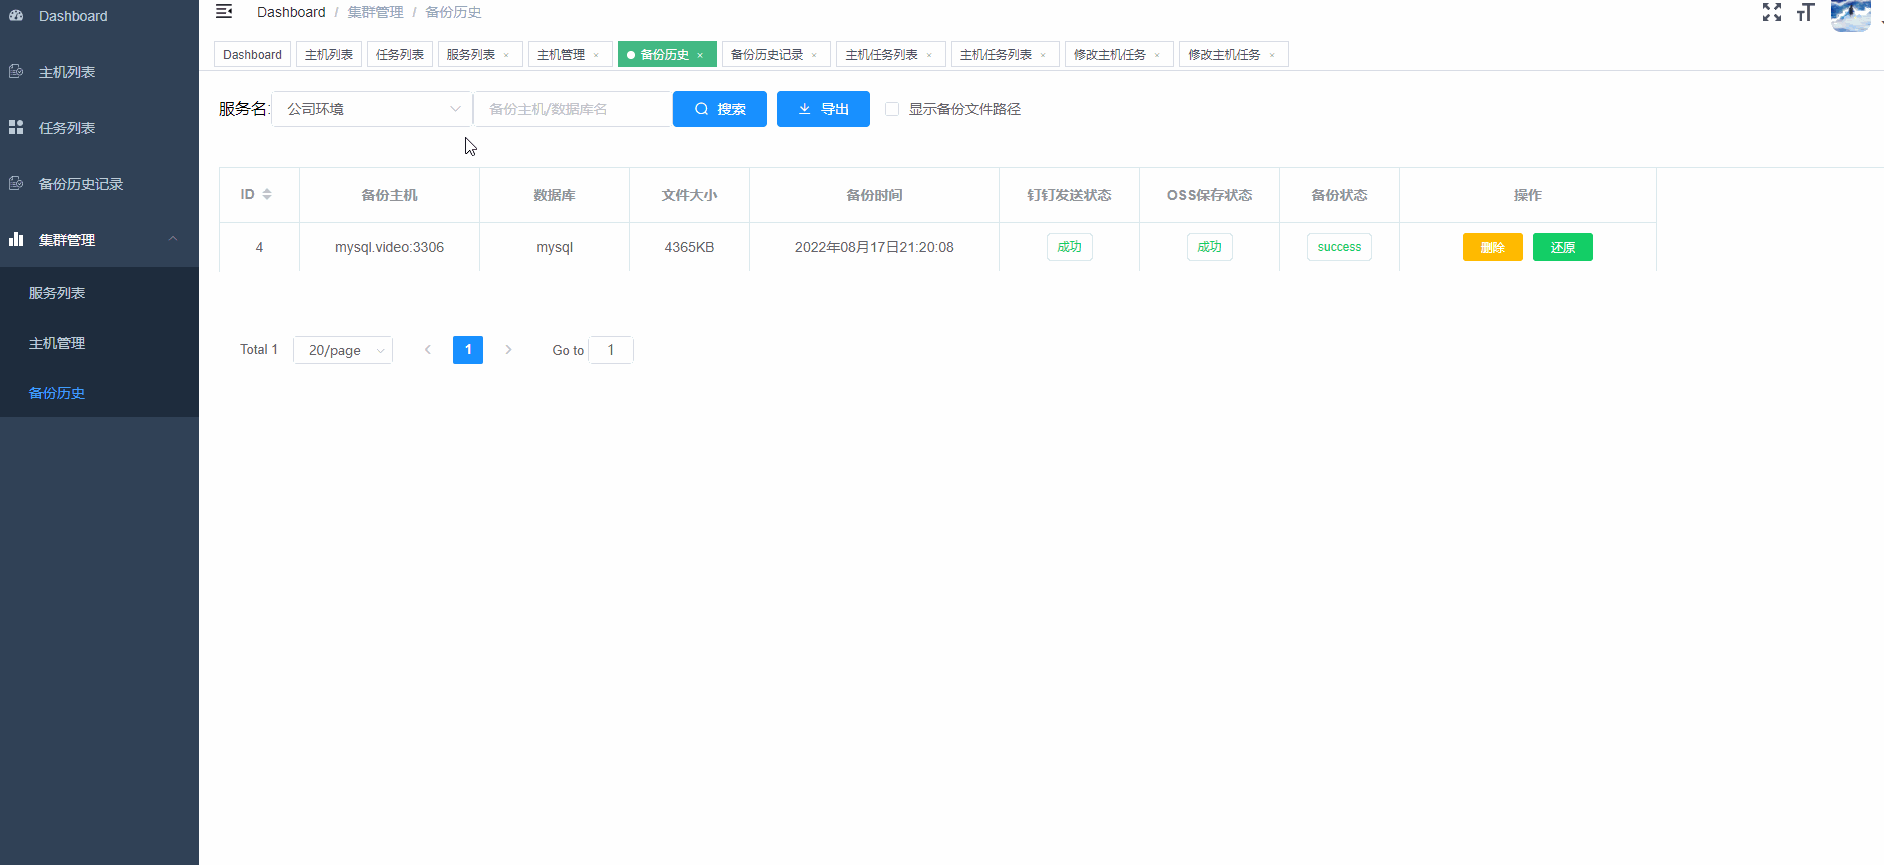 Dashboard
主机列表
任务列表
备份历史记录
集群管理
服务列表
主机管理
备份历史
Dashboard / 集群管理 / 备份历史
Dashboard 主机列表 任务列表 服务列表 × 主机管理 × 备份历史 × 备份历史记录 × 主机任务列表 × 主机任务列表 × 修改主机任务 × 修改主机任务 ×
服务名: 公司环境 备份主机/数据库名 搜索 导出 显示备份文件路径
ID 备份主机 数据库 文件大小 备份时间 钉钉发送状态 OSS保存状态 备份状态 操作
4 mysql.video:3306 mysql 4365KB 2022年08月17日21:20:08 成功 成功 success 删除 还原
Total 1 20/page 1 Go to 1